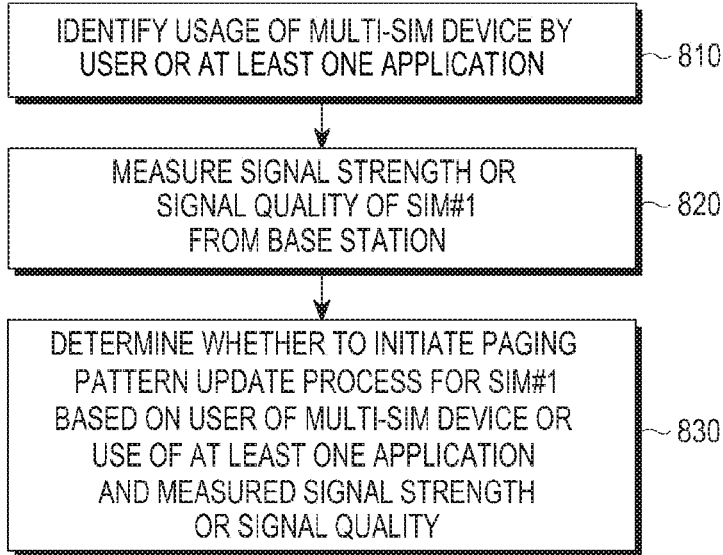 IDENTIFY USAGE OF MULTI-SIM DEVICE BY
USER OR AT LEAST ONE APPLICATION
810
MEASURE SIGNAL STRENGTH OR
SIGNAL QUALITY OF SIM#1
FROM BASE STATION
820
DETERMINE WHETHER TO INITIATE PAGING
PATTERN UPDATE PROCESS FOR SIM#1
BASED ON USER OF MULTI-SIM DEVICE OR
USE OF AT LEAST ONE APPLICATION
AND MEASURED SIGNAL STRENGTH
OR SIGNAL QUALITY
830